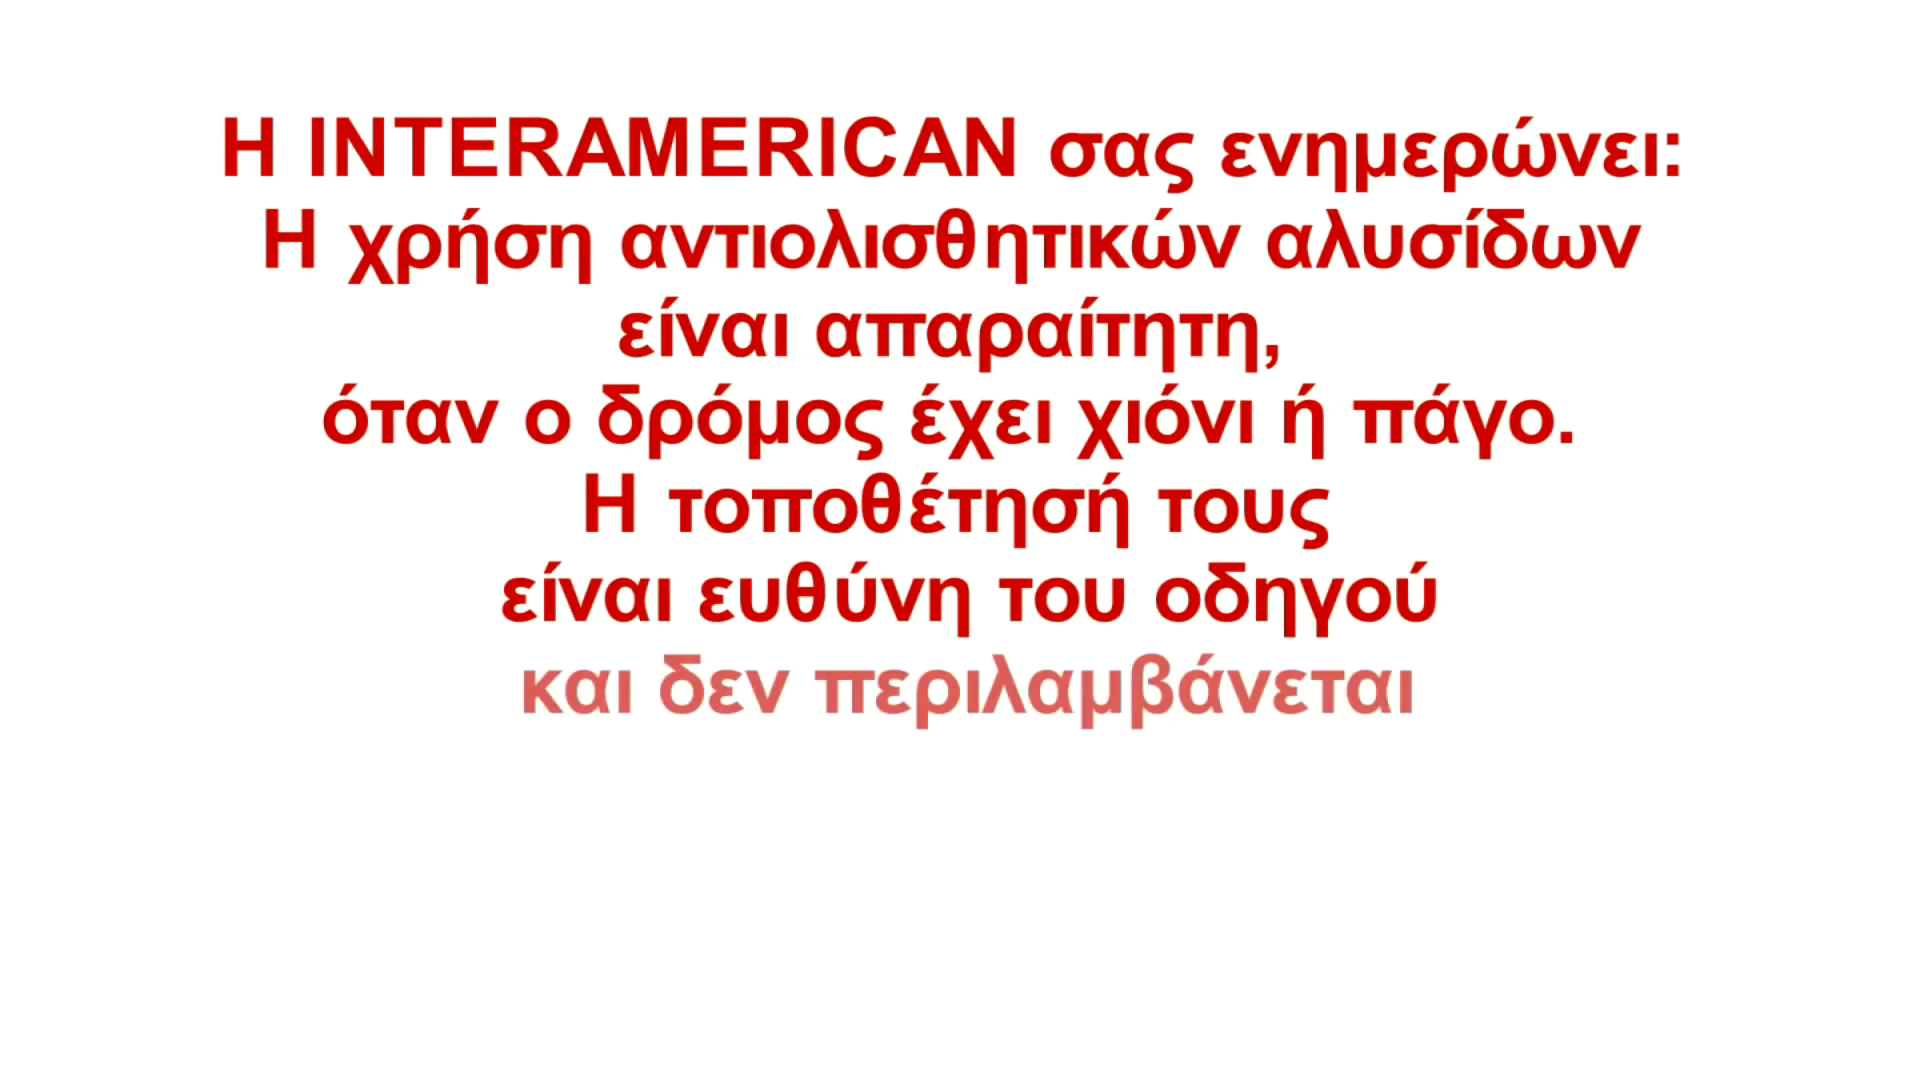 Η INTERAMERICAN σας ενημερώνει:
Η χρήση αντιολισθητικών αλυσίδων
είναι απαραίτητη,
όταν ο δρόμος έχει χιόνι ή πάγο.
Η τοποθέτησή τους
είναι ευθύνη του οδηγού
και δεν περιλαμβάνεται